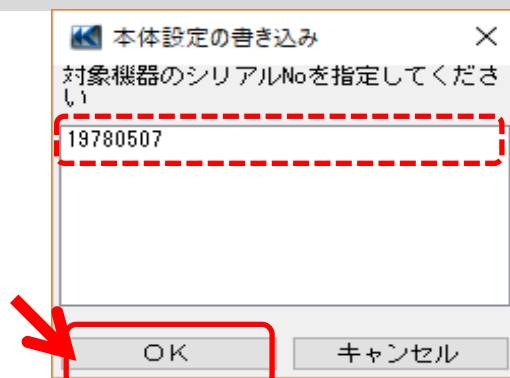 本体設定の書き込み
対象機器のシリアルNoを指定してくださ
い
19780507
OK
キャンセル